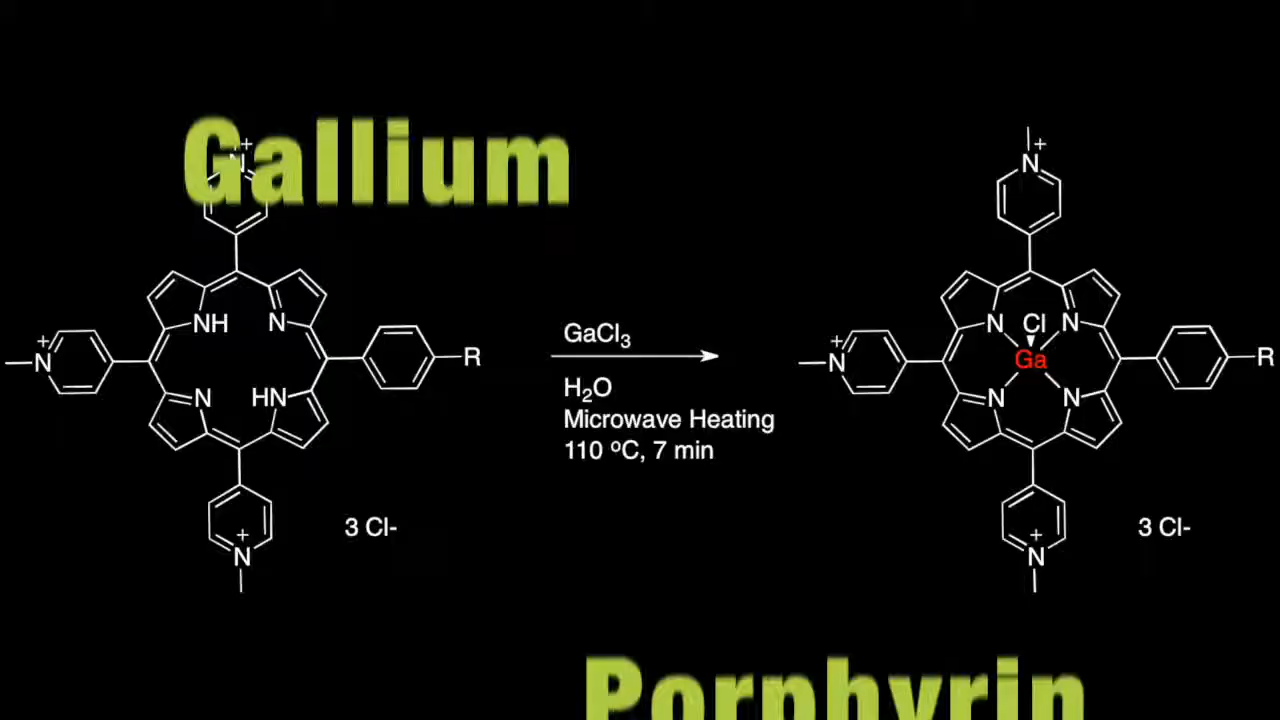 Gallium
N+
NH
N
N+
R
N
HN
N+
3 Cl-
GaCl₃
H₂O
Microwave Heating
110 ºC, 7 min
N+
Cl
N
N
N+
Ga
R
N
N
N+
3 Cl-
Porphyrin